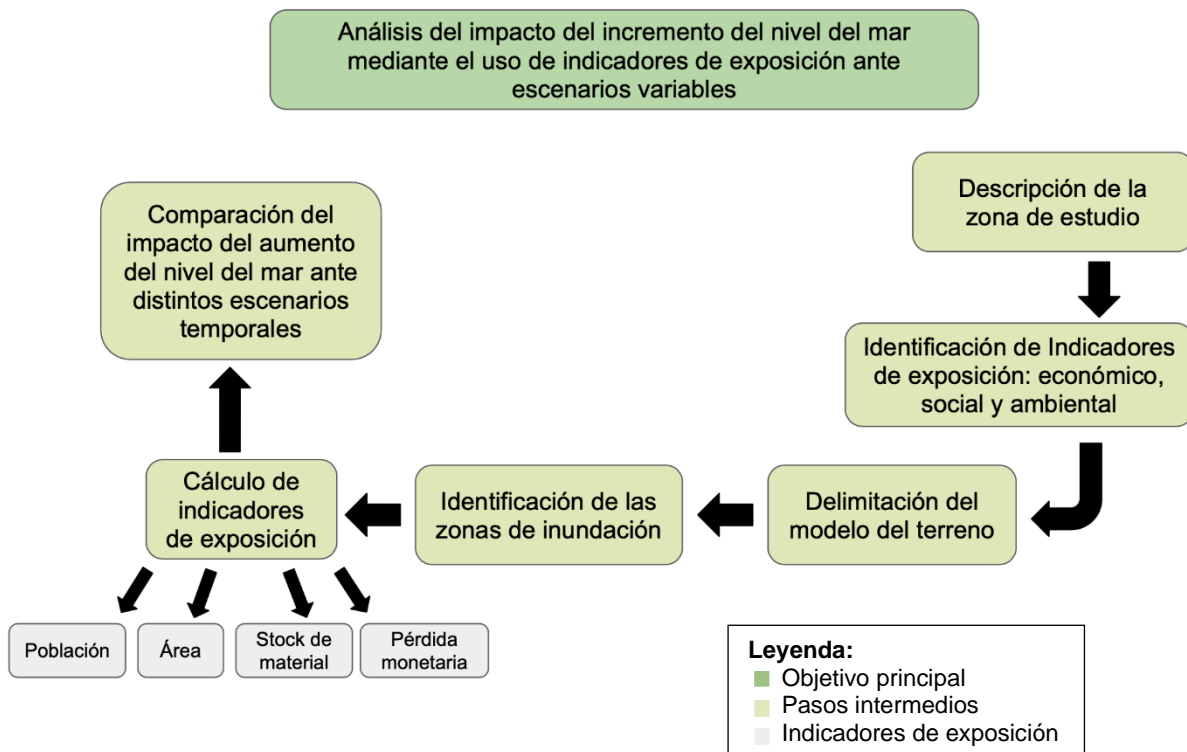 Análisis del impacto del incremento del nivel del mar
mediante el uso de indicadores de exposición ante
escenarios variables
Descripción de la
zona de estudio
Identificación de Indicadores
de exposición: económico,
social y ambiental
Delimitación del
modelo del terreno
Identificación de las
zonas de inundación
Cálculo de
indicadores
de exposición
Población
Área
Stock de
material
Pérdida
monetaria
Comparación del
impacto del aumento
del nivel del mar ante
distintos escenarios
temporales
Leyenda:
Objetivo principal
Pasos intermedios
Indicadores de exposición